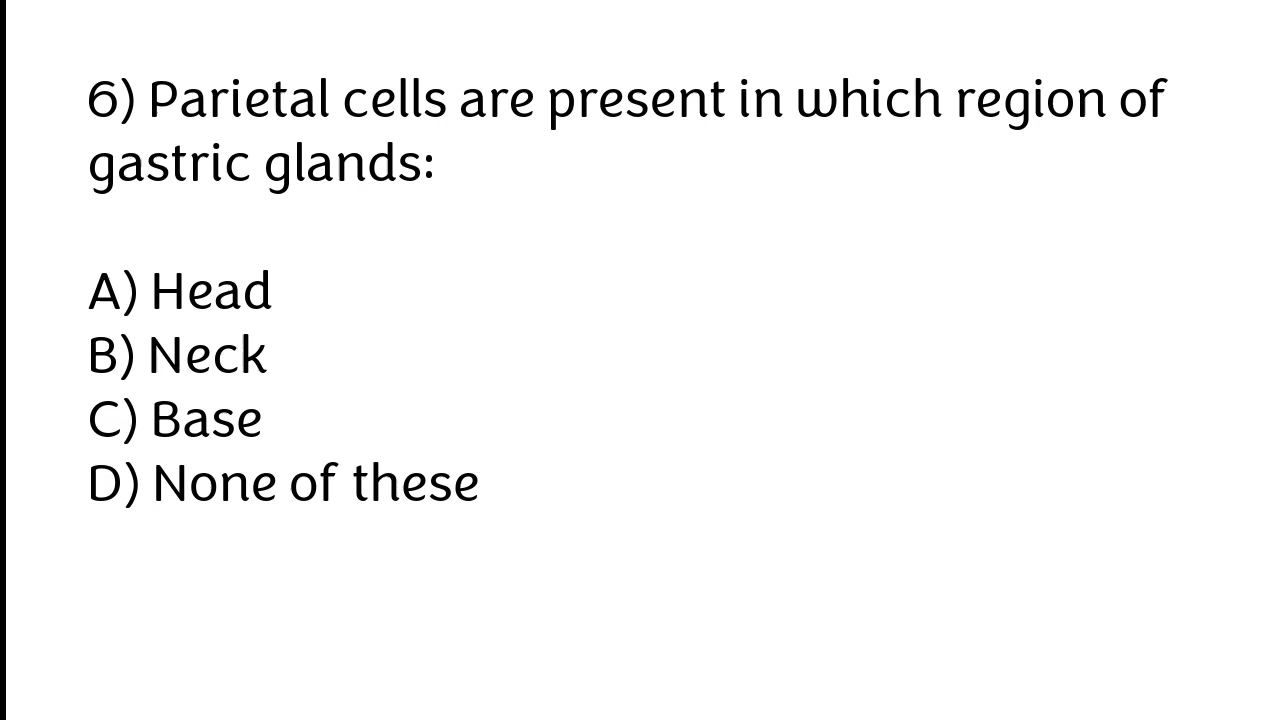 6) Parietal cells are present in which region of
gastric glands:
A) Head
B) Neck
C) Base
D) None of these